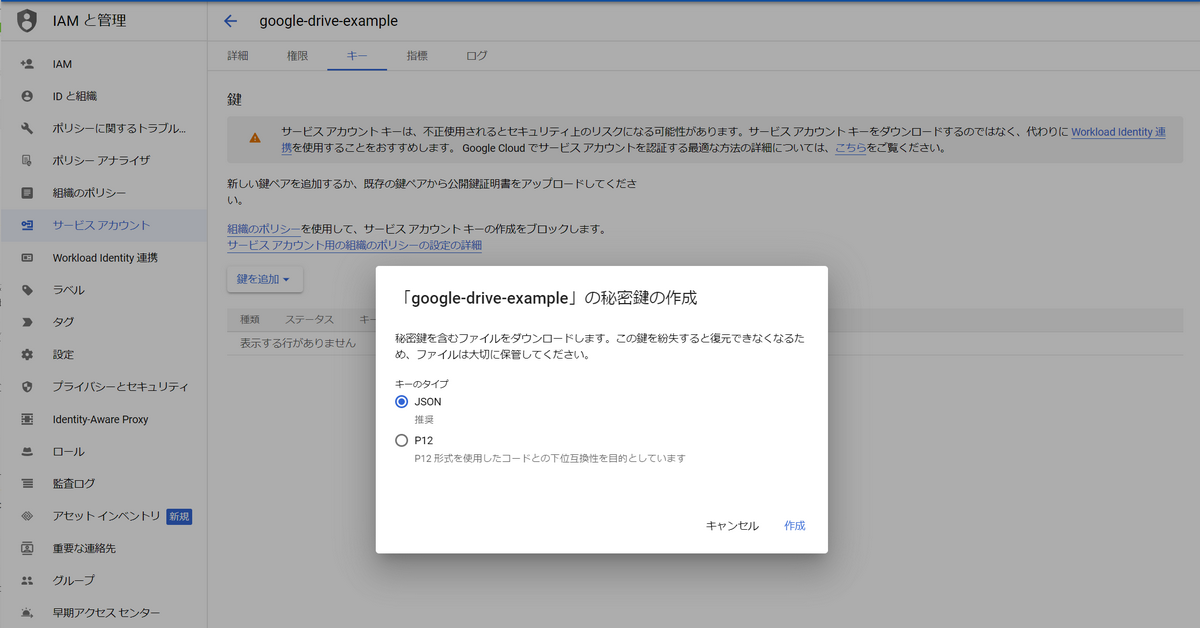 IAM と管理
IAM
ID と組織
ポリシーに関するトラブル...
ポリシー アナライザ
組織のポリシー
サービス アカウント
Workload Identity 連携
ラベル
タグ
設定
プライバシーとセキュリティ
Identity-Aware Proxy
ロール
監査ログ
アセット インベントリ 新規
重要な連絡先
グループ
早期アクセス センター
google-drive-example
詳細 権限 キー 指標 ログ
鍵
サービス アカウント キーは、不正使用されるとセキュリティ上のリスクになる可能性があります。サービス アカウント キーをダウンロードするのではなく、代わりに Workload Identity 連
携を使用することをおすすめします。 Google Cloud でサービス アカウントを認証する最適な方法の詳細については、こちらをご覧ください。
新しい鍵ペアを追加するか、既存の鍵ペアから公開鍵証明書をアップロードしてくださ
い。
組織のポリシーを使用して、サービス アカウント キーの作成をブロックします。
サービス アカウント用の組織のポリシーの設定の詳細
鍵を追加
種類 ステータス キー
表示する行がありません
「google-drive-example」の秘密鍵の作成
秘密鍵を含むファイルをダウンロードします。この鍵を紛失すると復元できなくなるた
め、ファイルは大切に保管してください。
キーのタイプ
JSON
推奨
P12
P12 形式を使用したコードとの下位互換性を目的としています
キャンセル 作成